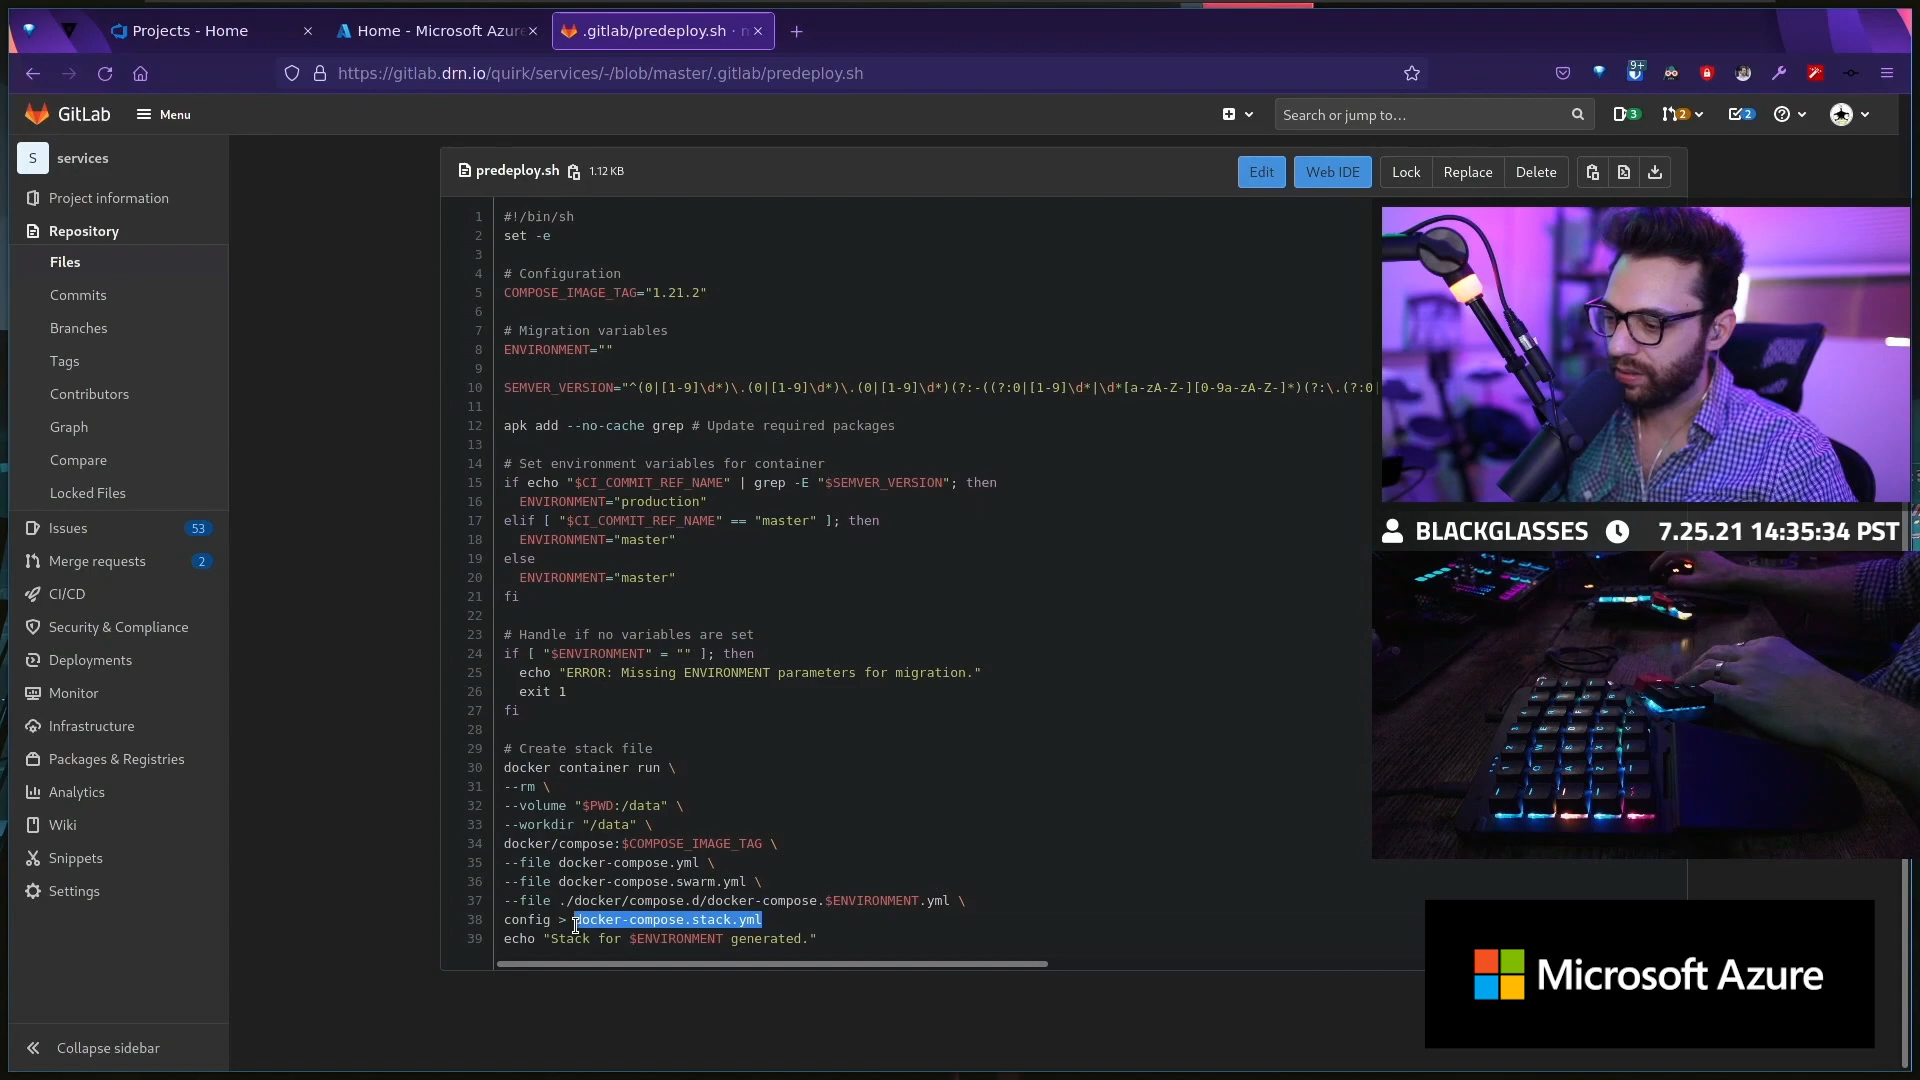 Projects - Home
Home - Microsoft Azur
.gitlab/predeploy.sh
https://gitlab.drn.io/quirk/services/-/blob/master/.gitlab/predeploy.sh
9+
GitLab
Menu
Search or jump to…
3
2
2
S
services
Project information
Repository
Files
Commits
Branches
Tags
Contributors
Graph
Compare
Locked Files
Issues
53
Merge requests
2
CI/CD
Security & Compliance
Deployments
Monitor
Infrastructure
Packages & Registries
Analytics
Wiki
Snippets
Settings
Collapse sidebar
predeploy.sh
1.12 KB
Edit
Web IDE
Lock
Replace
Delete
1 #!/bin/sh
2 set -e
3
4 # Configuration
5 COMPOSE_IMAGE_TAG="1.21.2"
6
7 # Migration variables
8 ENVIRONMENT=""
9
10 SEMVER_VERSION="^(0|[1-9]\d*)\.(0|[1-9]\d*)\.(0|[1-9]\d*)(?:-((?:0|[1-9]\d*|\d*[a-zA-Z-][0-9a-zA-Z-]*)(?:\.(?:0|
11
12 apk add --no-cache grep # Update required packages
13
14 # Set environment variables for container
15 if echo "$CI_COMMIT_REF_NAME" | grep -E "$SEMVER_VERSION"; then
16 ENVIRONMENT="production"
17 elif [ "$CI_COMMIT_REF_NAME" == "master" ]; then
18 ENVIRONMENT="master"
19 else
20 ENVIRONMENT="master"
21 fi
22
23 # Handle if no variables are set
24 if [ "$ENVIRONMENT" = "" ]; then
25 echo "ERROR: Missing ENVIRONMENT parameters for migration."
26 exit 1
27 fi
28
29 # Create stack file
30 docker container run \
31 --rm \
32 --volume "$PWD:/data" \
33 --workdir "/data" \
34 docker/compose:$COMPOSE_IMAGE_TAG \
35 --file docker-compose.yml \
36 --file docker-compose.swarm.yml \
37 --file ./docker/compose.d/docker-compose.$ENVIRONMENT.yml \
38 config > docker-compose.stack.yml
39 echo "Stack for $ENVIRONMENT generated."
BLACKGLASSES
7.25.21 14:35:34 PST
Microsoft Azure